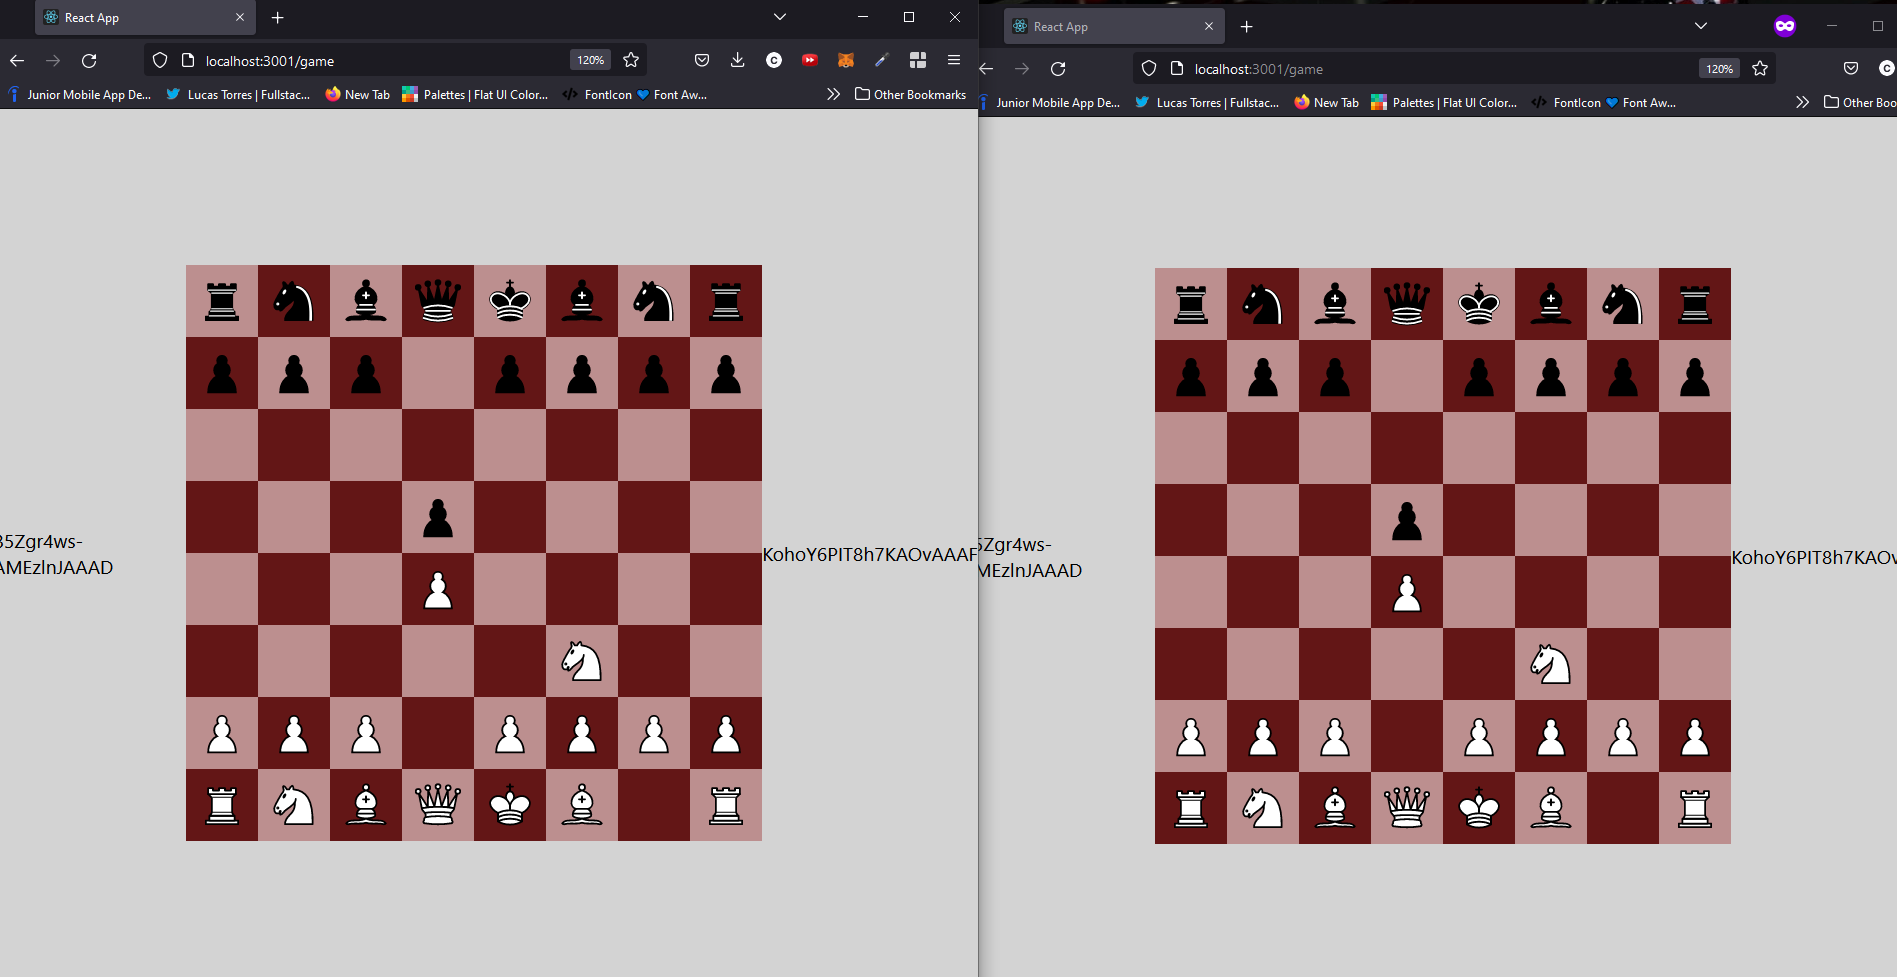 React App
localhost:3001/game
120%
Junior Mobile App De...
Lucas Torres | Fullstac...
New Tab
Palettes | Flat UI Color...
FontIcon
Font Aw...
Other Bookmarks
35Zgr4ws-
AMEzlnJAAAD
KohoY6PIT8h7KAOvAAAF
React App
localhost:3001/game
120%
Junior Mobile App De...
Lucas Torres | Fullstac...
New Tab
Palettes | Flat UI Color...
FontIcon
Font Aw...
Other Boo
5Zgr4ws-
MEzlnJAAAD
KohoY6PIT8h7KAOv